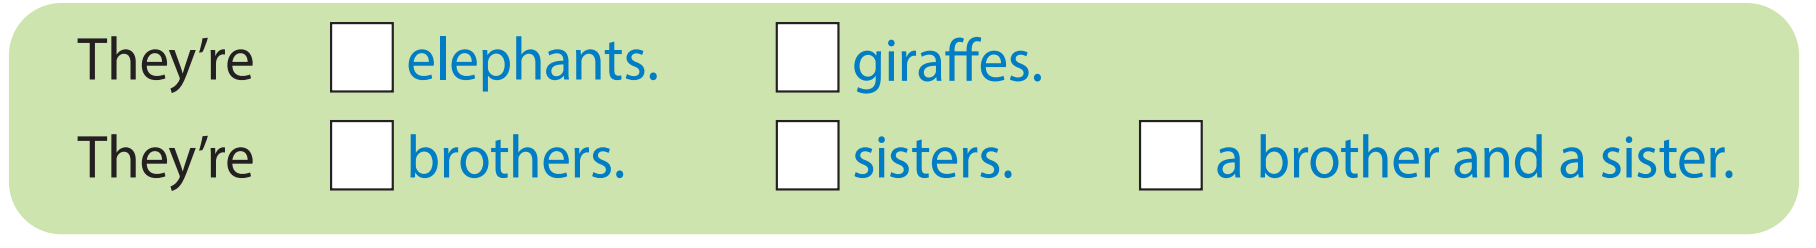 They’re elephants. giraffes.
They’re brothers. sisters. a brother and a sister.